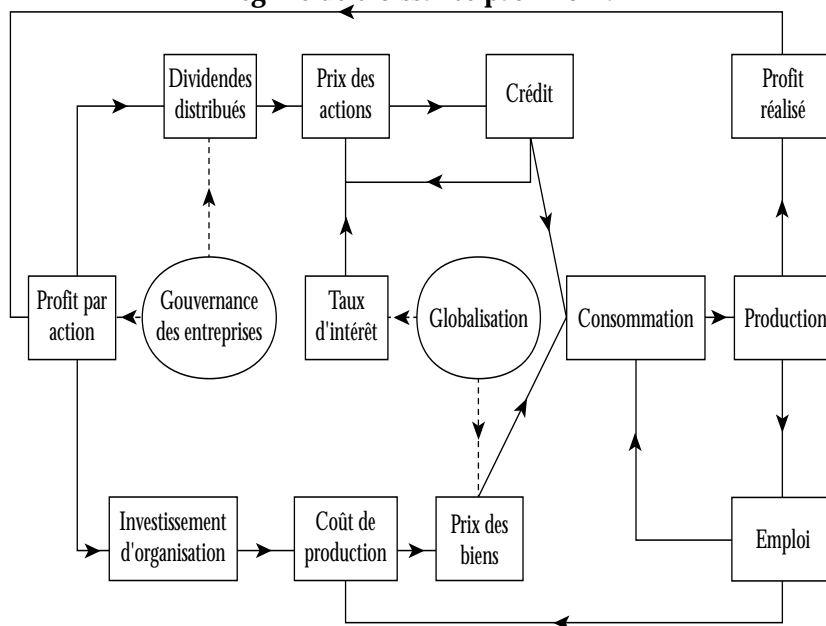 Dividendes
distribués
Prix des
actions
Crédit
Profit
réalisé
Profit par
action
Gouvernance
des entreprises
Taux
d'intérêt
Globalisation
Consommation
Production
Investissement
d'organisation
Coût de
production
Prix des
biens
Emploi